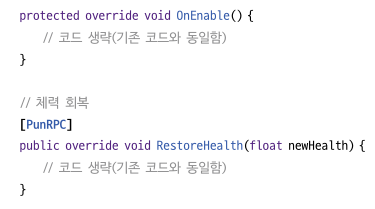 protected override void OnEnable() {
// 코드 생략(기존 코드와 동일함)
}
// 체력 회복
[PunRPC]
public override void RestoreHealth(float newHealth) {
// 코드 생략(기존 코드와 동일함)
}